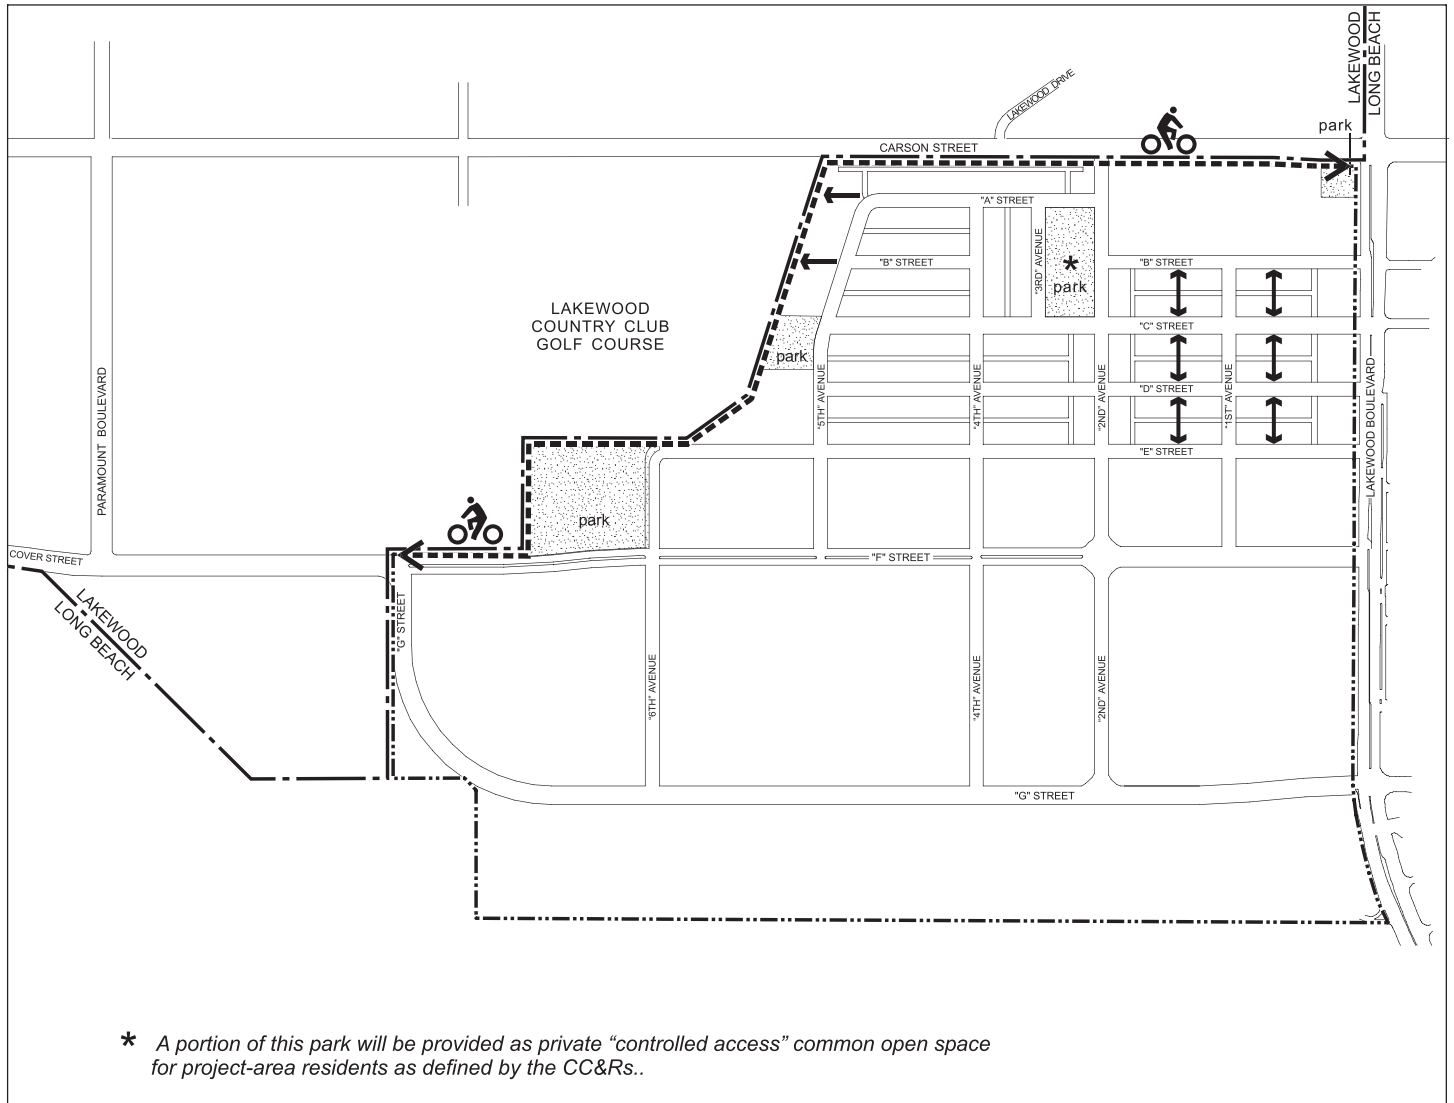 LAKEWOOD
LONG BEACH
LAKEWOOD DRIVE
park
CARSON STREET
"A" STREET
"3RD" AVENUE
"B" STREET
"B" STREET
*
park
LAKEWOOD
COUNTRY CLUB
GOLF COURSE
"C" STREET
park
PARAMOUNT BOULEVARD
"5TH" AVENUE
"4TH" AVENUE
"2ND" AVENUE
"D" STREET
"1ST" AVENUE
LAKEWOOD BOULEVARD
"E" STREET
park
COVER STREET
"F" STREET
LAKEWOOD
LONG BEACH
"G" STREET
"6TH" AVENUE
"4TH" AVENUE
"2ND" AVENUE
"G" STREET
* A portion of this park will be provided as private “controlled access” common open space
for project-area residents as defined by the CC&Rs..